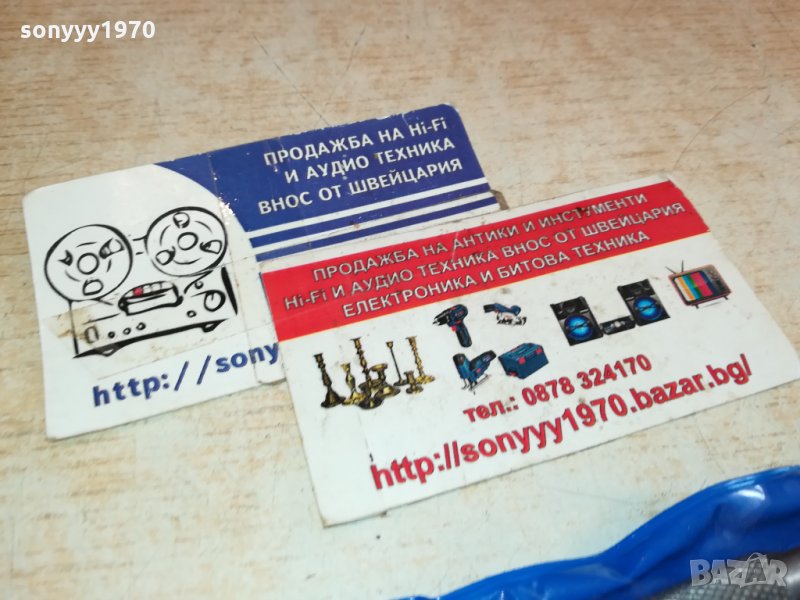 sonyyy1970
ПРОДАЖБА НА Hi-Fi
И АУДИО ТЕХНИКА
ВНОС ОТ ШВЕЙЦАРИЯ
http://sony
ПРОДАЖБА НА АНТИКИ И ИНСТУМЕНТИ
Hi-Fi И АУДИО ТЕХНИКА ВНОС ОТ ШВЕЙЦАРИЯ
ЕЛЕКТРОНИКА И БИТОВА ТЕХНИКА
тел.: 0878 324170
http://sonyyy1970.bazar.bg/
BAZAR